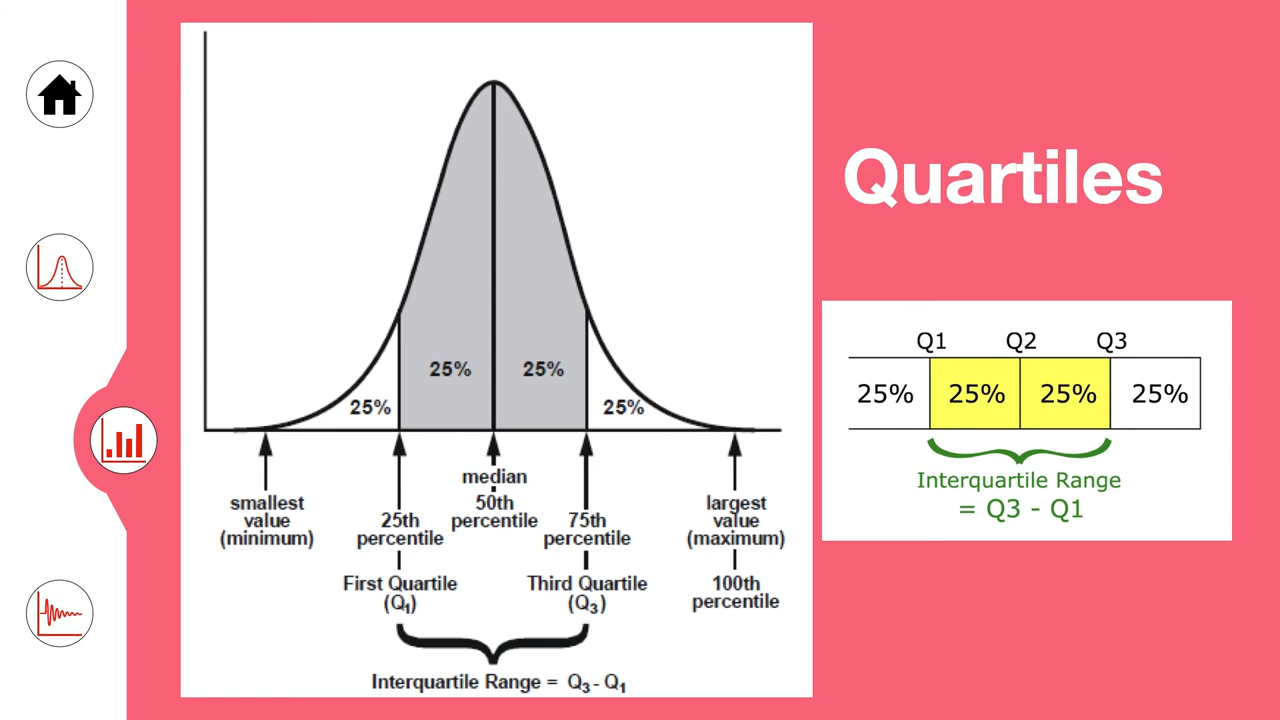 Quartiles
25%
25%
25%
25%
smallest
value
(minimum)
25th
percentile
First Quartile
(Q1)
median
50th
percentile
75th
percentile
Third Quartile
(Q3)
largest
value
(maximum)
100th
percentile
Interquartile Range = Q3 - Q1
Q1 Q2 Q3
25% 25% 25% 25%
Interquartile Range
= Q3 - Q1